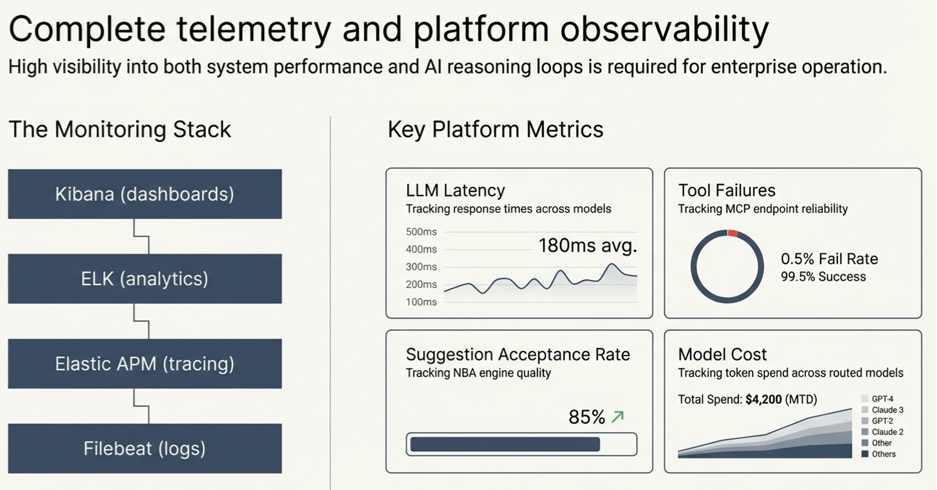 Complete telemetry and platform observability
High visibility into both system performance and AI reasoning loops is required for enterprise operation.
The Monitoring Stack
Kibana (dashboards)
ELK (analytics)
Elastic APM (tracing)
Filebeat (logs)
Key Platform Metrics
LLM Latency
Tracking response times across models
180ms avg.
500ms
400ms
300ms
200ms
100ms
Tool Failures
Tracking MCP endpoint reliability
0.5% Fail Rate
99.5% Success
Suggestion Acceptance Rate
Tracking NBA engine quality
85%
Model Cost
Tracking token spend across routed models
Total Spend: $4,200 (MTD)
GPT-4
Claude 3
GPT-2
Claude 2
Other
Others